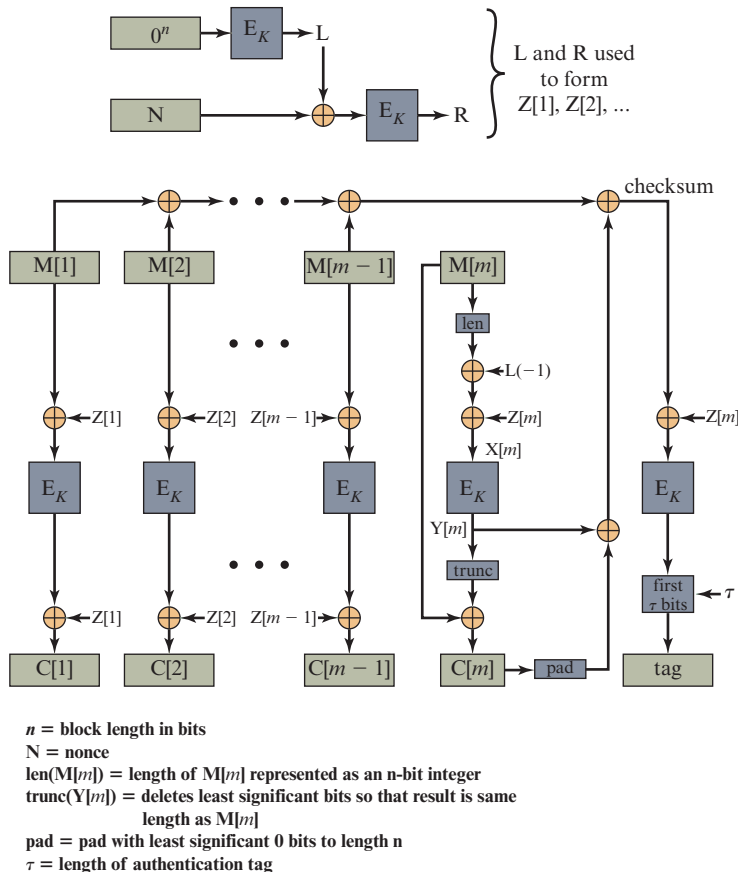 0ⁿ
E_K
L
N
E_K
R
L and R used
to form
Z[1], Z[2], ...
checksum
M[1]
M[2]
M[m − 1]
M[m]
len
L(−1)
Z[1]
Z[2]
Z[m − 1]
Z[m]
Z[m]
X[m]
E_K
E_K
E_K
E_K
E_K
Y[m]
trunc
first
τ bits
τ
Z[1]
Z[2]
Z[m − 1]
C[1]
C[2]
C[m − 1]
C[m]
pad
tag
n = block length in bits
N = nonce
len(M[m]) = length of M[m] represented as an n-bit integer
trunc(Y[m]) = deletes least significant bits so that result is same
length as M[m]
pad = pad with least significant 0 bits to length n
τ = length of authentication tag